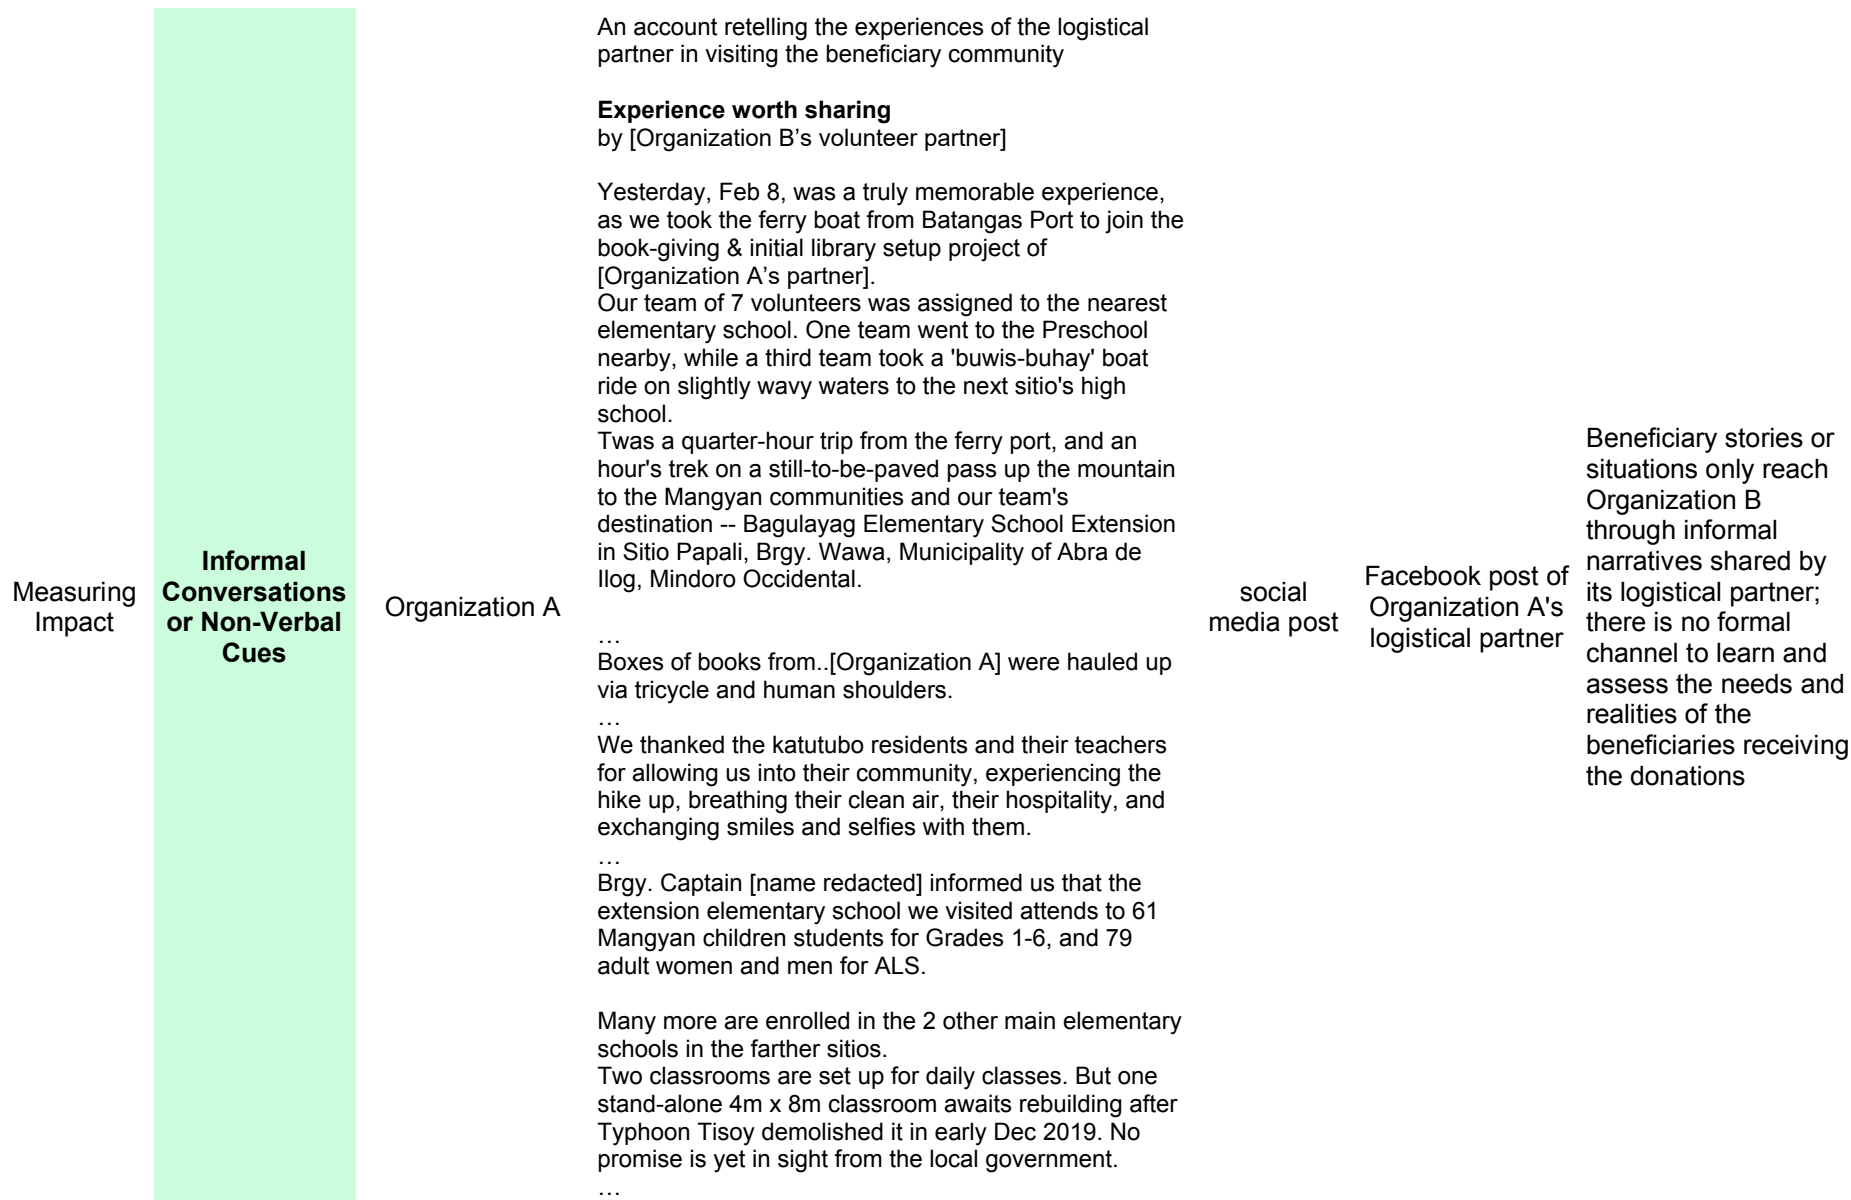 Measuring
Impact
Informal
Conversations
or Non-Verbal
Cues
Organization A
An account retelling the experiences of the logistical
partner in visiting the beneficiary community
Experience worth sharing
by [Organization B’s volunteer partner]
Yesterday, Feb 8, was a truly memorable experience,
as we took the ferry boat from Batangas Port to join the
book-giving & initial library setup project of
[Organization A’s partner].
Our team of 7 volunteers was assigned to the nearest
elementary school. One team went to the Preschool
nearby, while a third team took a 'buwis-buhay' boat
ride on slightly wavy waters to the next sitio's high
school.
Twas a quarter-hour trip from the ferry port, and an
hour's trek on a still-to-be-paved pass up the mountain
to the Mangyan communities and our team's
destination -- Bagulayag Elementary School Extension
in Sitio Papali, Brgy. Wawa, Municipality of Abra de
Ilog, Mindoro Occidental.
…
Boxes of books from..[Organization A] were hauled up
via tricycle and human shoulders.
…
We thanked the katutubo residents and their teachers
for allowing us into their community, experiencing the
hike up, breathing their clean air, their hospitality, and
exchanging smiles and selfies with them.
…
Brgy. Captain [name redacted] informed us that the
extension elementary school we visited attends to 61
Mangyan children students for Grades 1-6, and 79
adult women and men for ALS.
Many more are enrolled in the 2 other main elementary
schools in the farther sitios.
Two classrooms are set up for daily classes. But one
stand-alone 4m x 8m classroom awaits rebuilding after
Typhoon Tisoy demolished it in early Dec 2019. No
promise is yet in sight from the local government.
…
social
media post
Facebook post of
Organization A's
logistical partner
Beneficiary stories or
situations only reach
Organization B
through informal
narratives shared by
its logistical partner;
there is no formal
channel to learn and
assess the needs and
realities of the
beneficiaries receiving
the donations